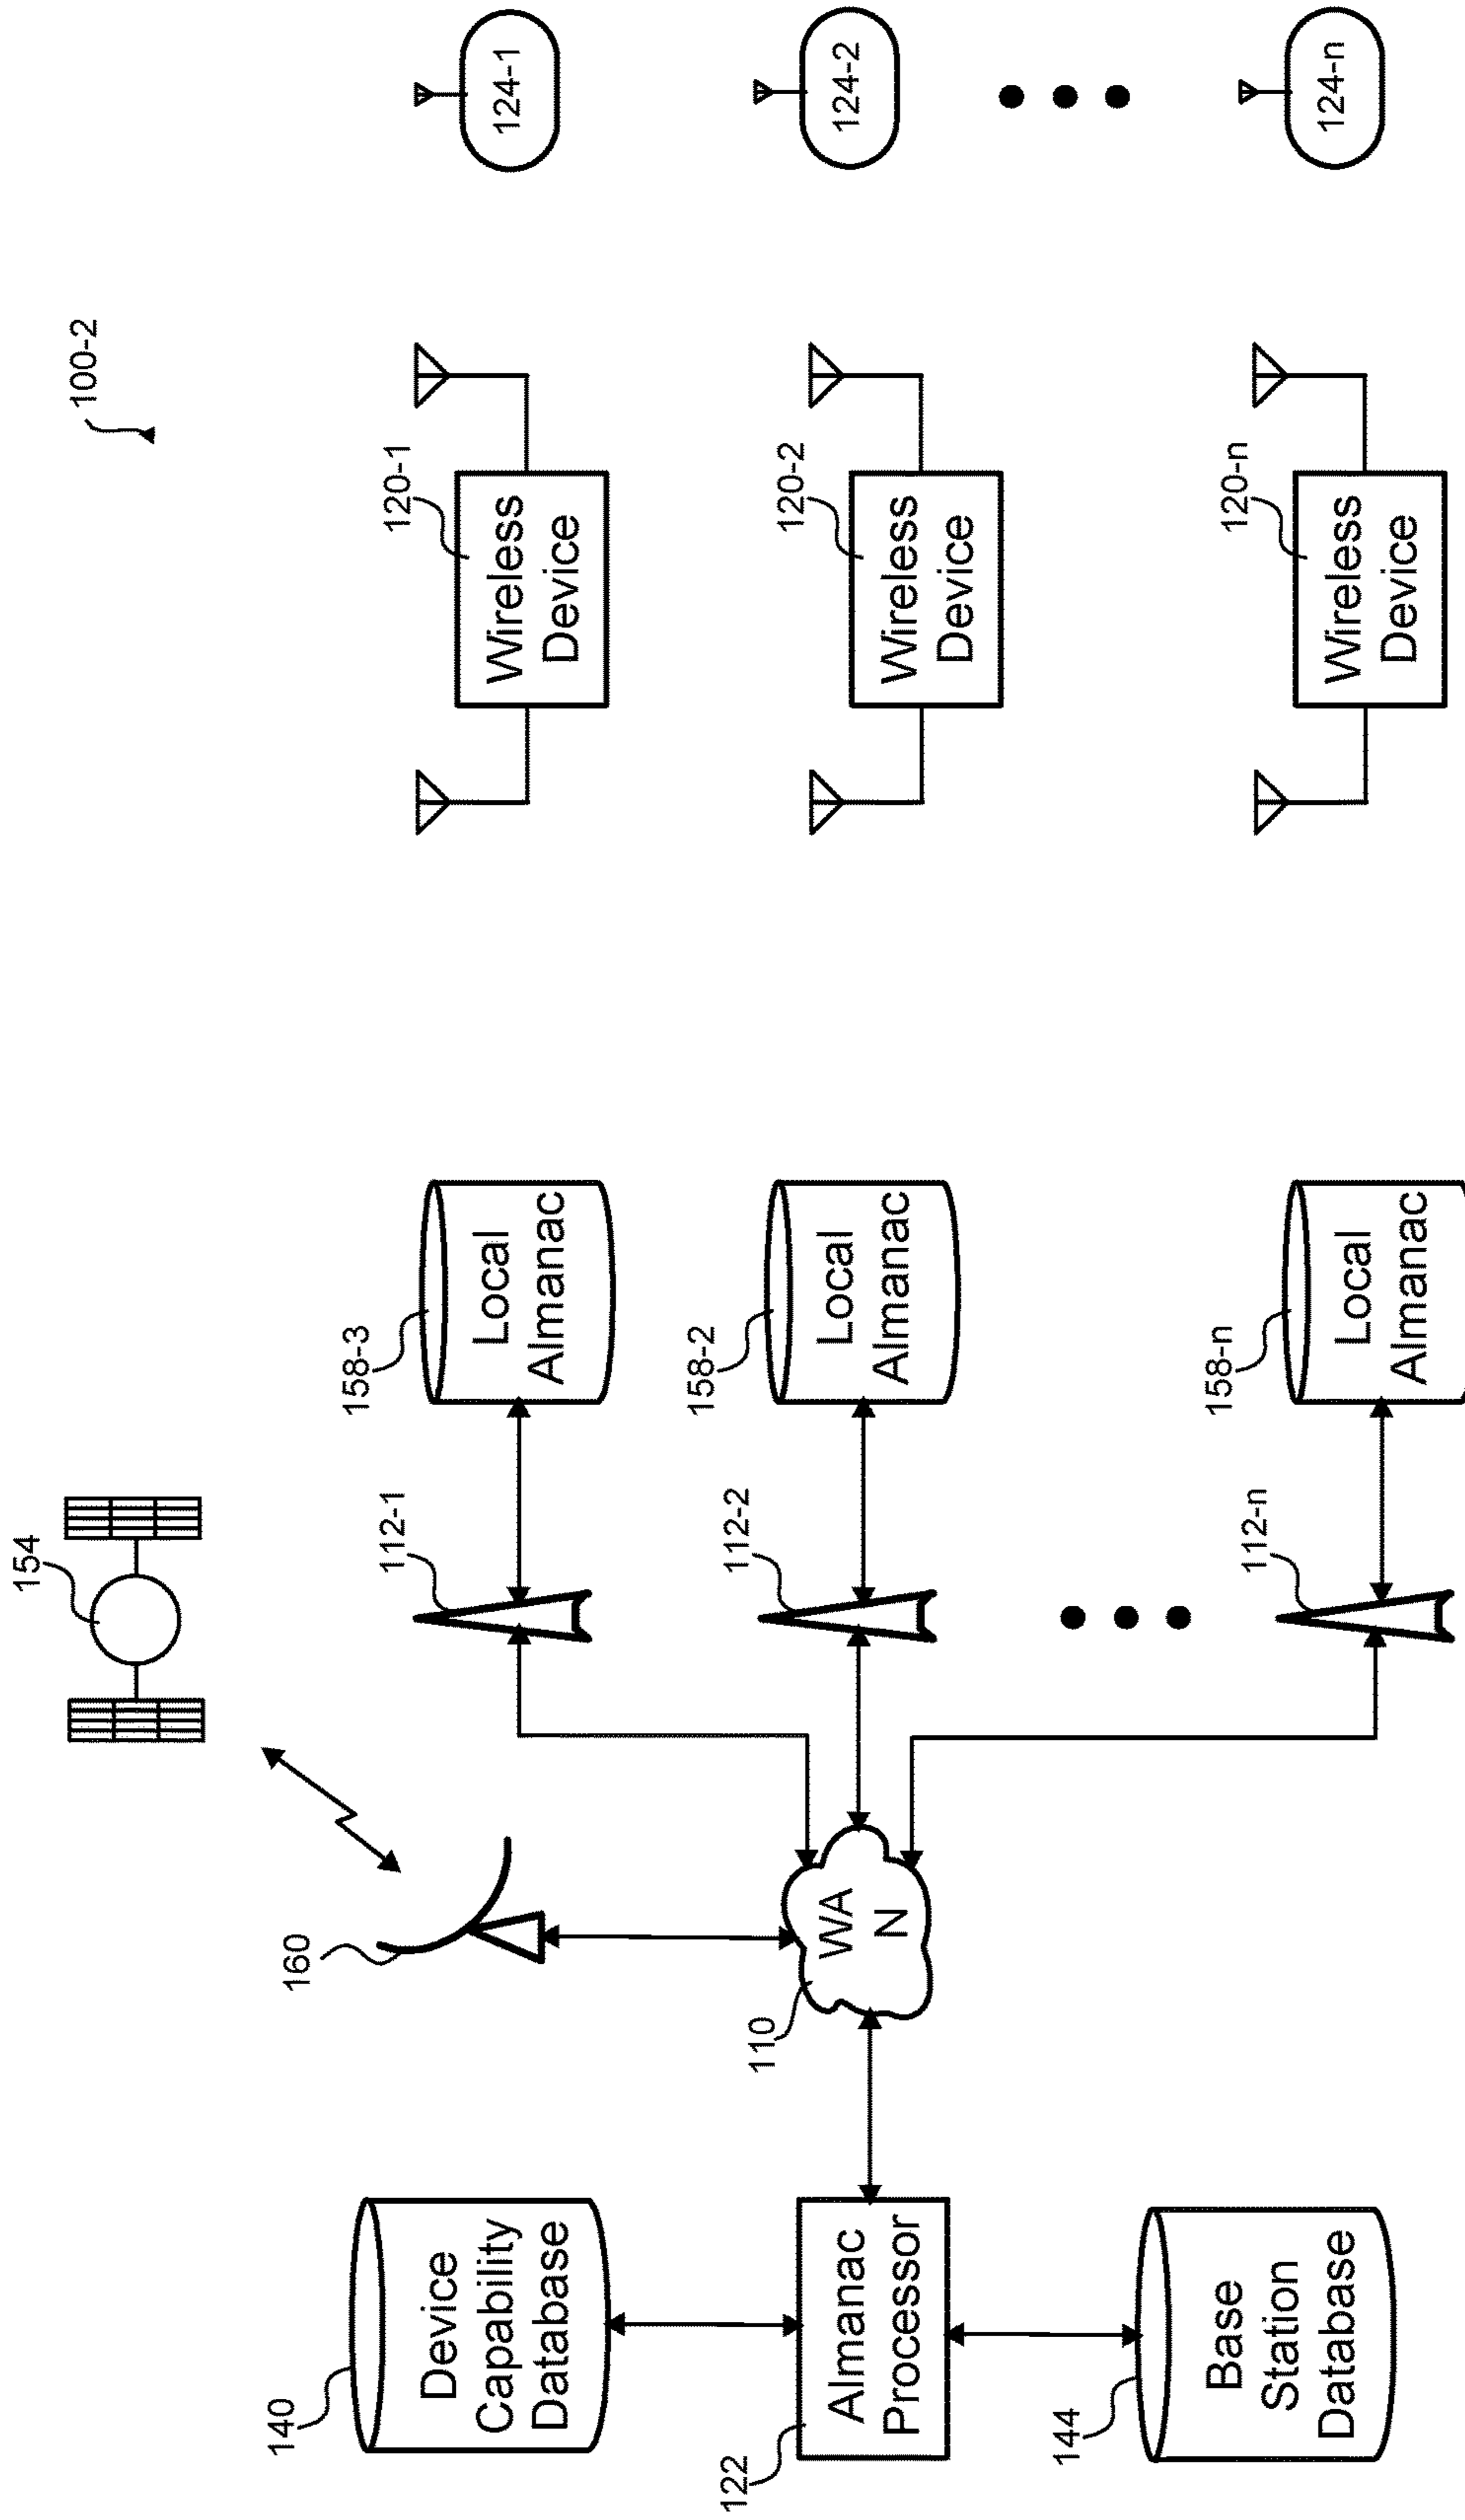 100-2
154
160
140
Device
Capability
Database
122
Almanac
Processor
144
Base
Station
Database
110
WA
N
112-1
158-3
Local
Almanac
112-2
158-2
Local
Almanac
112-n
158-n
Local
Almanac
120-1
Wireless
Device
124-1
120-2
Wireless
Device
124-2
120-n
Wireless
Device
124-n